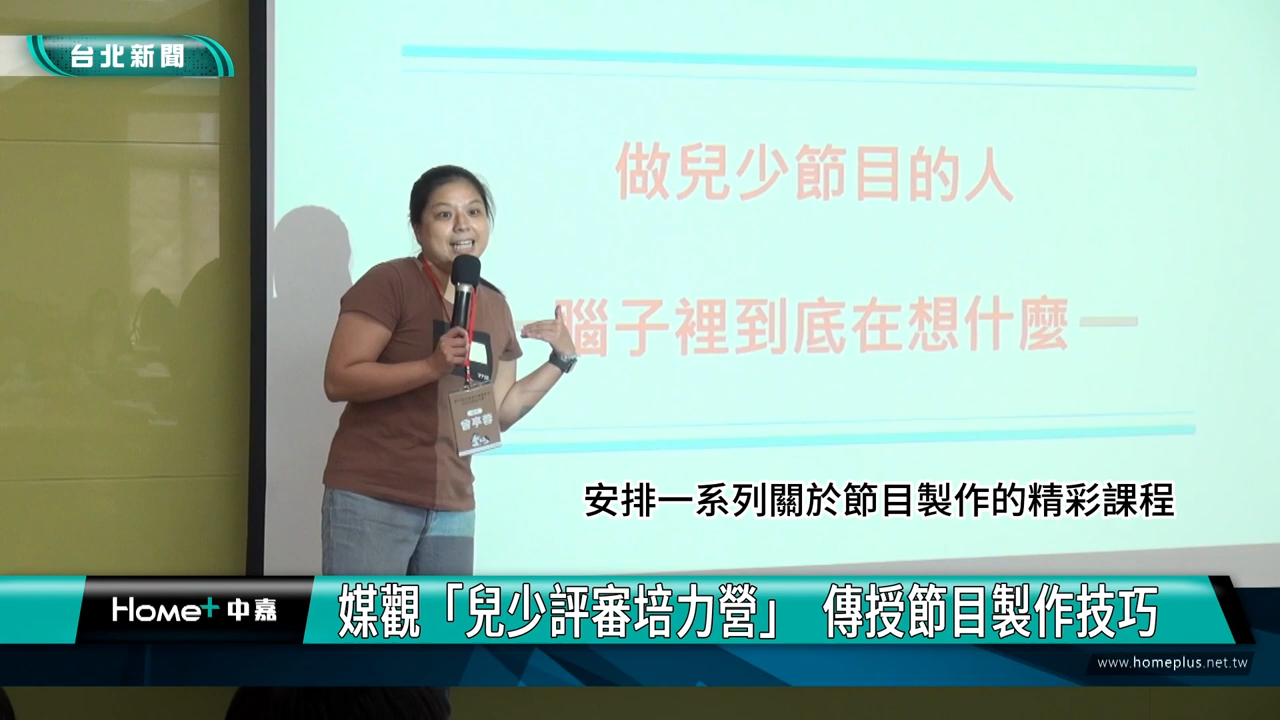 台北新聞
做兒少節目的人
腦子裡到底在想什麼
安排一系列關於節目製作的精彩課程
Home+ 中嘉
媒觀「兒少評審培力營」 傳授節目製作技巧
www.homeplus.net.tw